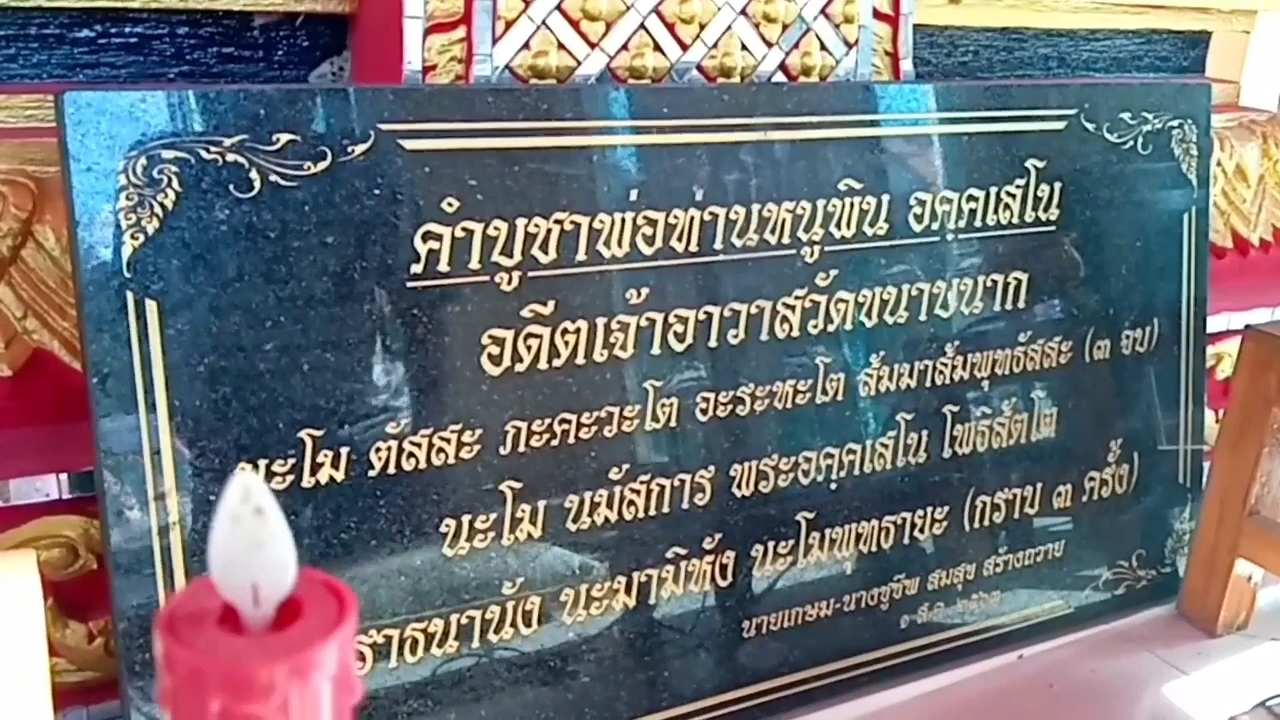 คำบูชาพ่อท่านหนูพิน อคฺคเสโน
อดีตเจ้าอาวาสวัดขนาบนาก
นะโม ตัสสะ ภะคะวะโต อะระหะโต สัมมาสัมพุทธัสสะ (๓ จบ)
นะโม นมัสการ พระอคฺคเสโน โพธิสัตโต
ราธนานัง นะมามิหัง นะโมพุทธายะ (กราบ ๓ ครั้ง)
นายเกษม-นางชูชีพ สมสุข สร้างถวาย